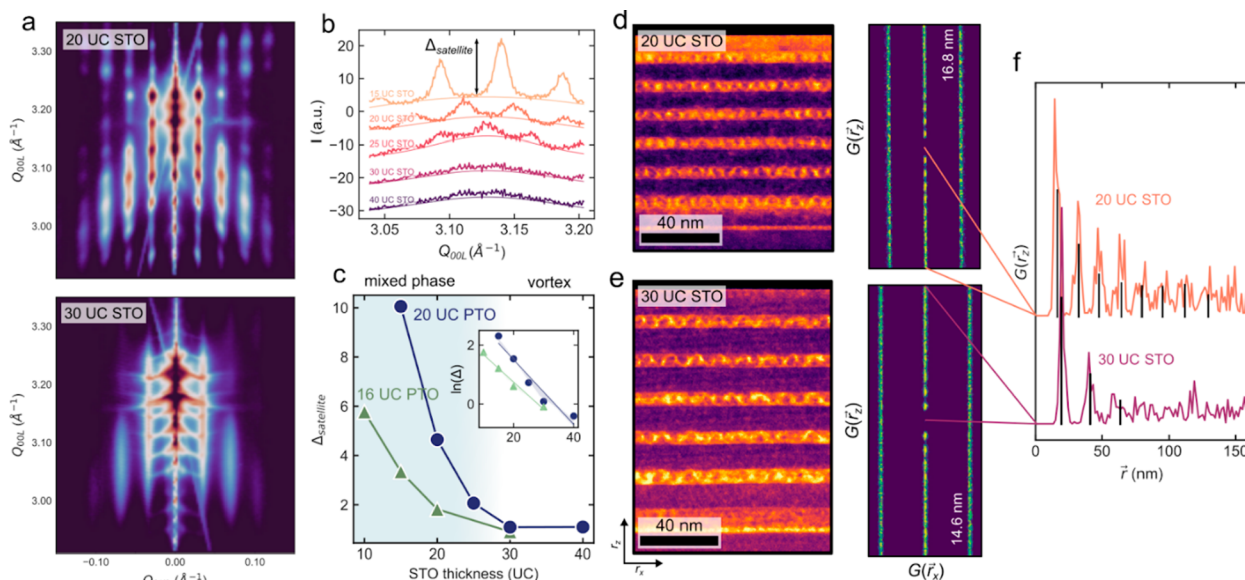 a
20 UC STO
3.30
3.20
3.10
3.00
Q00L (Å−1)
30 UC STO
3.30
3.20
3.10
3.00
Q00L (Å−1)
−0.10
0.00
0.10
b
20
10
0
−10
−20
−30
I (a.u.)
Δsatellite
15 UC STO
20 UC STO
25 UC STO
30 UC STO
40 UC STO
3.04
3.10
3.15
3.20
Q00L (Å−1)
c
mixed phase
vortex
10
8
6
4
2
Δsatellite
20 UC PTO
16 UC PTO
2
0
ln(Δ)
20
40
10
20
30
40
STO thickness (UC)
d
20 UC STO
40 nm
e
30 UC STO
40 nm
rz
rx
G(r⃗z)
16.8 nm
G(r⃗z)
14.6 nm
G(r⃗x)
f
G(r⃗z)
20 UC STO
30 UC STO
0
50
100
150
r⃗ (nm)